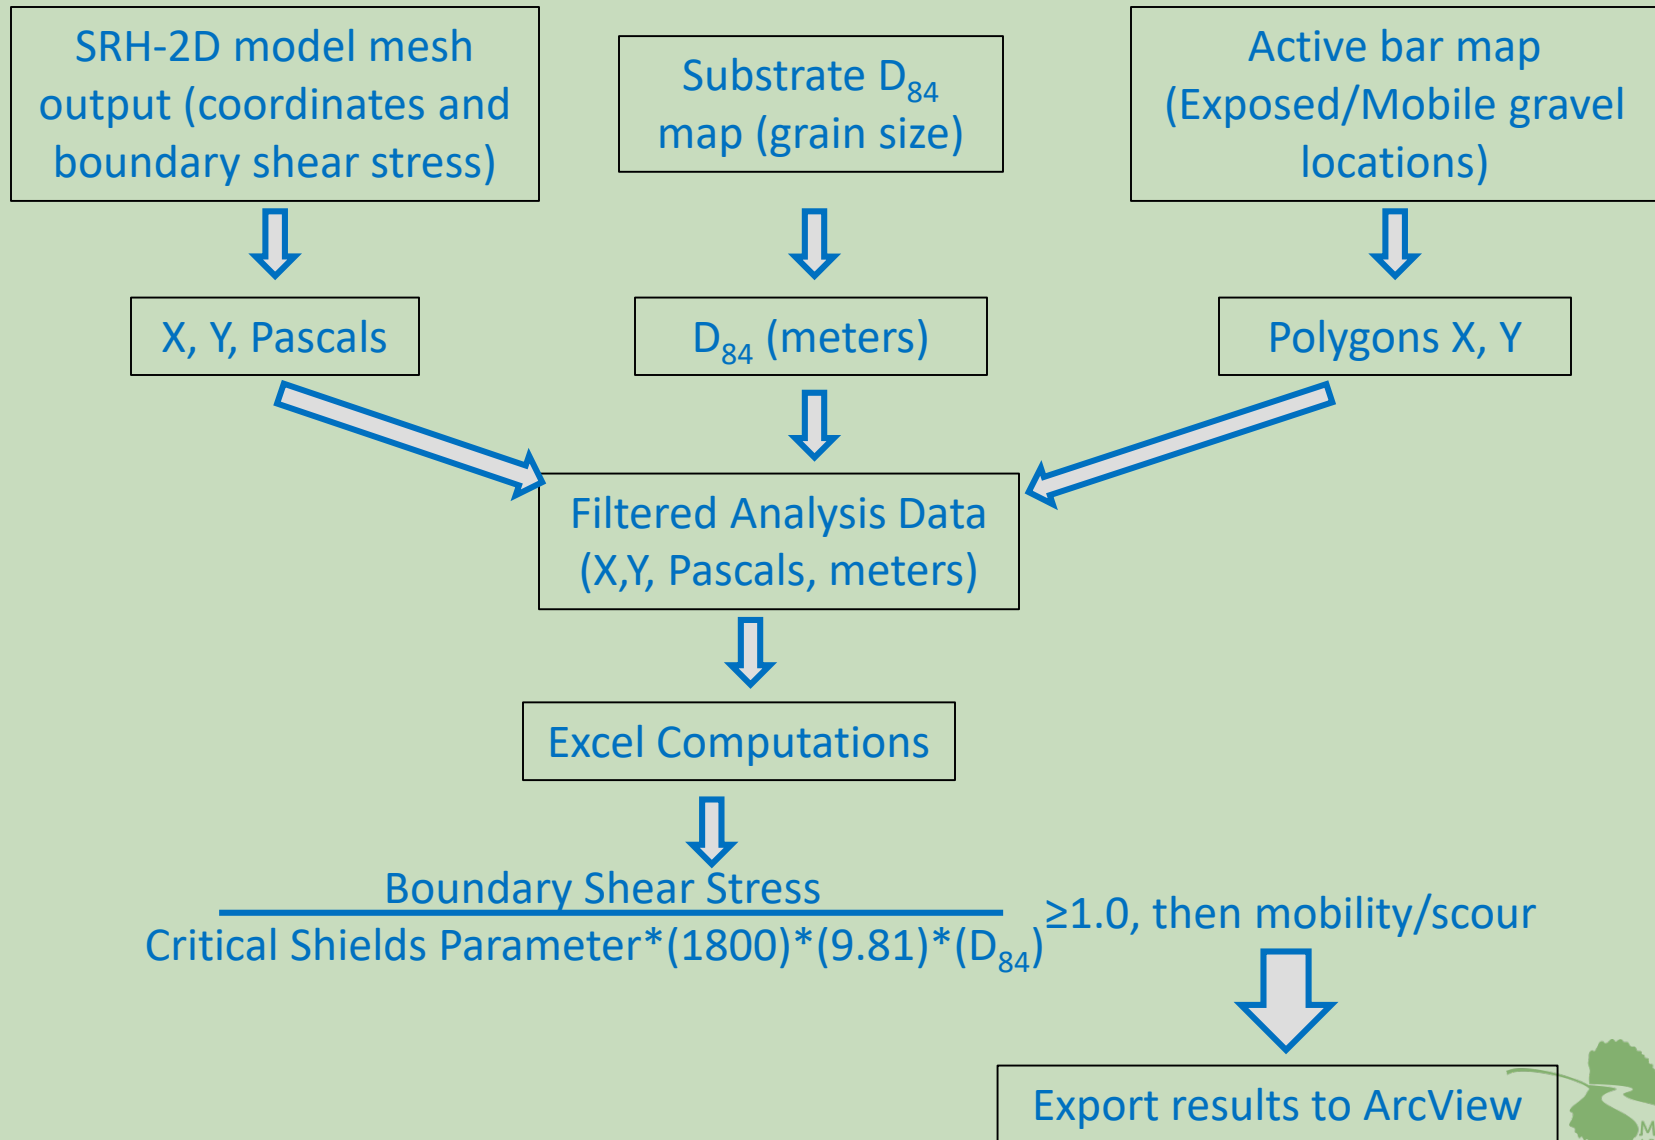 SRH-2D model mesh
output (coordinates and
boundary shear stress)
Substrate D84
map (grain size)
Active bar map
(Exposed/Mobile gravel
locations)
X, Y, Pascals
D84 (meters)
Polygons X, Y
Filtered Analysis Data
(X,Y, Pascals, meters)
Excel Computations
Boundary Shear Stress
Critical Shields Parameter*(1800)*(9.81)*(D84)
≥1.0, then mobility/scour
Export results to ArcView